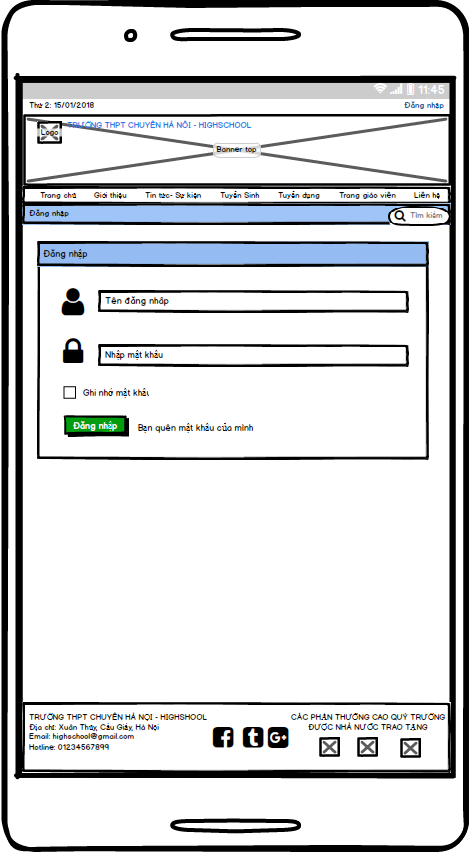 11:45
Thứ 2: 15/01/2018
Đăng nhập
Logo
TRƯỜNG THPT CHUYÊN HÀ NỘI - HIGHSCHOOL
Banner top
Trang chủ Giới thiệu Tin tức- Sự kiện Tuyển Sinh Tuyển dụng Trang giáo viên Liên hệ
Đăng nhập
Tìm kiếm
Đăng nhập
Tên đăng nhập
Nhập mật khẩu
Ghi nhớ mật khẩu
Đăng nhập
Bạn quên mật khẩu của mình
TRƯỜNG THPT CHUYÊN HÀ NỘI - HIGHSHOOL
Địa chỉ: Xuân Thủy, Cầu Giấy, Hà Nội
Email: highschool@gmail.com
Hotline: 01234567899
CÁC PHẦN THƯỞNG CAO QUÝ TRƯỜNG
ĐƯỢC NHÀ NƯỚC TRAO TẶNG